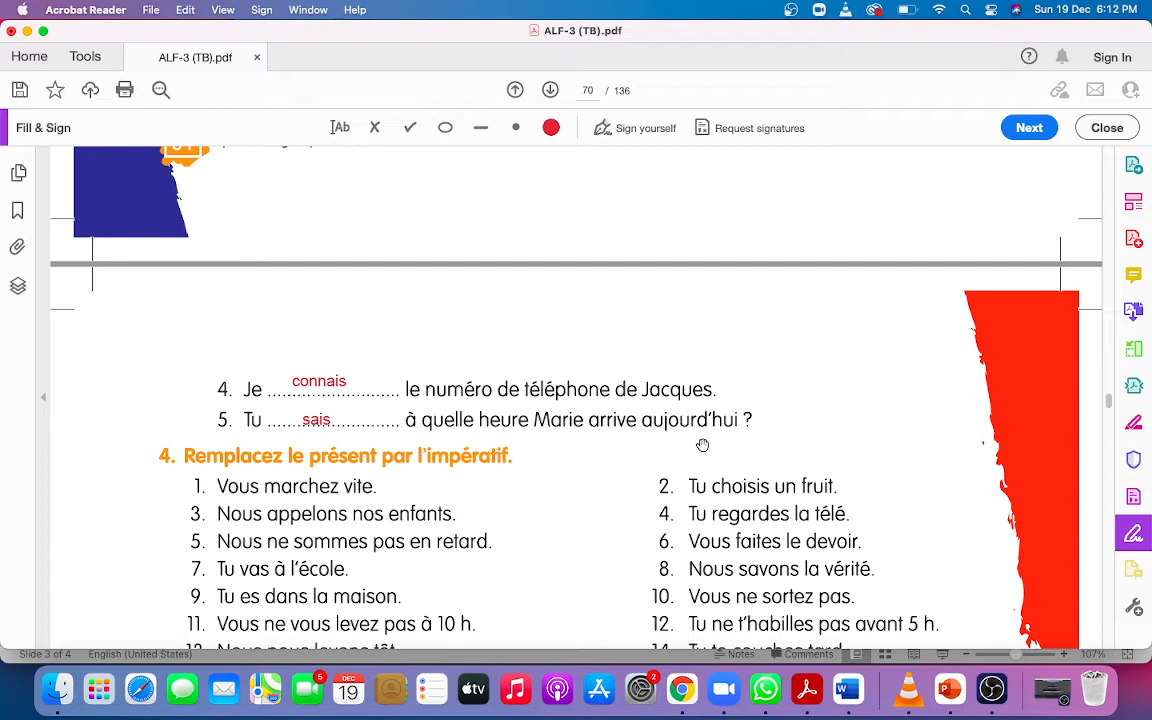 Acrobat Reader File Edit View Sign Window Help Sun 19 Dec 6:12 PM
ALF-3 (TB).pdf
Home Tools ALF-3 (TB).pdf × Sign In
70 / 136
Fill & Sign Ab Sign yourself Request signatures Next Close
4. Je connais .......................... le numéro de téléphone de Jacques.
5. Tu .......sais................ à quelle heure Marie arrive aujourd'hui ?
4. Remplacez le présent par l'impératif.
1. Vous marchez vite. 2. Tu choisis un fruit.
3. Nous appelons nos enfants. 4. Tu regardes la télé.
5. Nous ne sommes pas en retard. 6. Vous faites le devoir.
7. Tu vas à l'école. 8. Nous savons la vérité.
9. Tu es dans la maison. 10. Vous ne sortez pas.
11. Vous ne vous levez pas à 10 h. 12. Tu ne t'habilles pas avant 5 h.
Slide 3 of 4 English (United States) Notes Comments 107%
5 DEC 19 tv 2